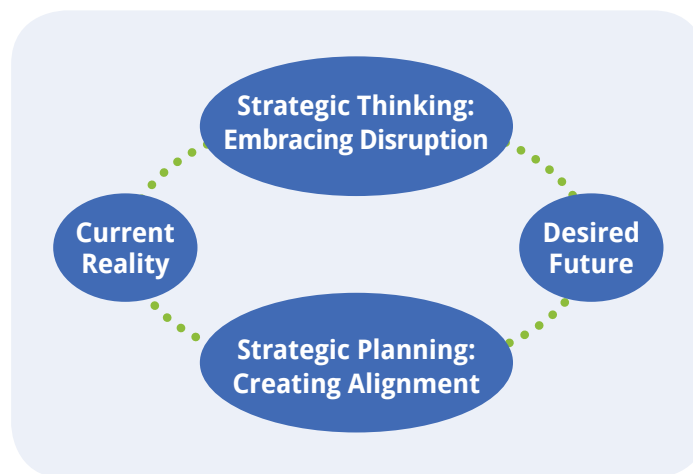 Strategic Thinking:
Embracing Disruption
Current
Reality
Desired
Future
Strategic Planning:
Creating Alignment